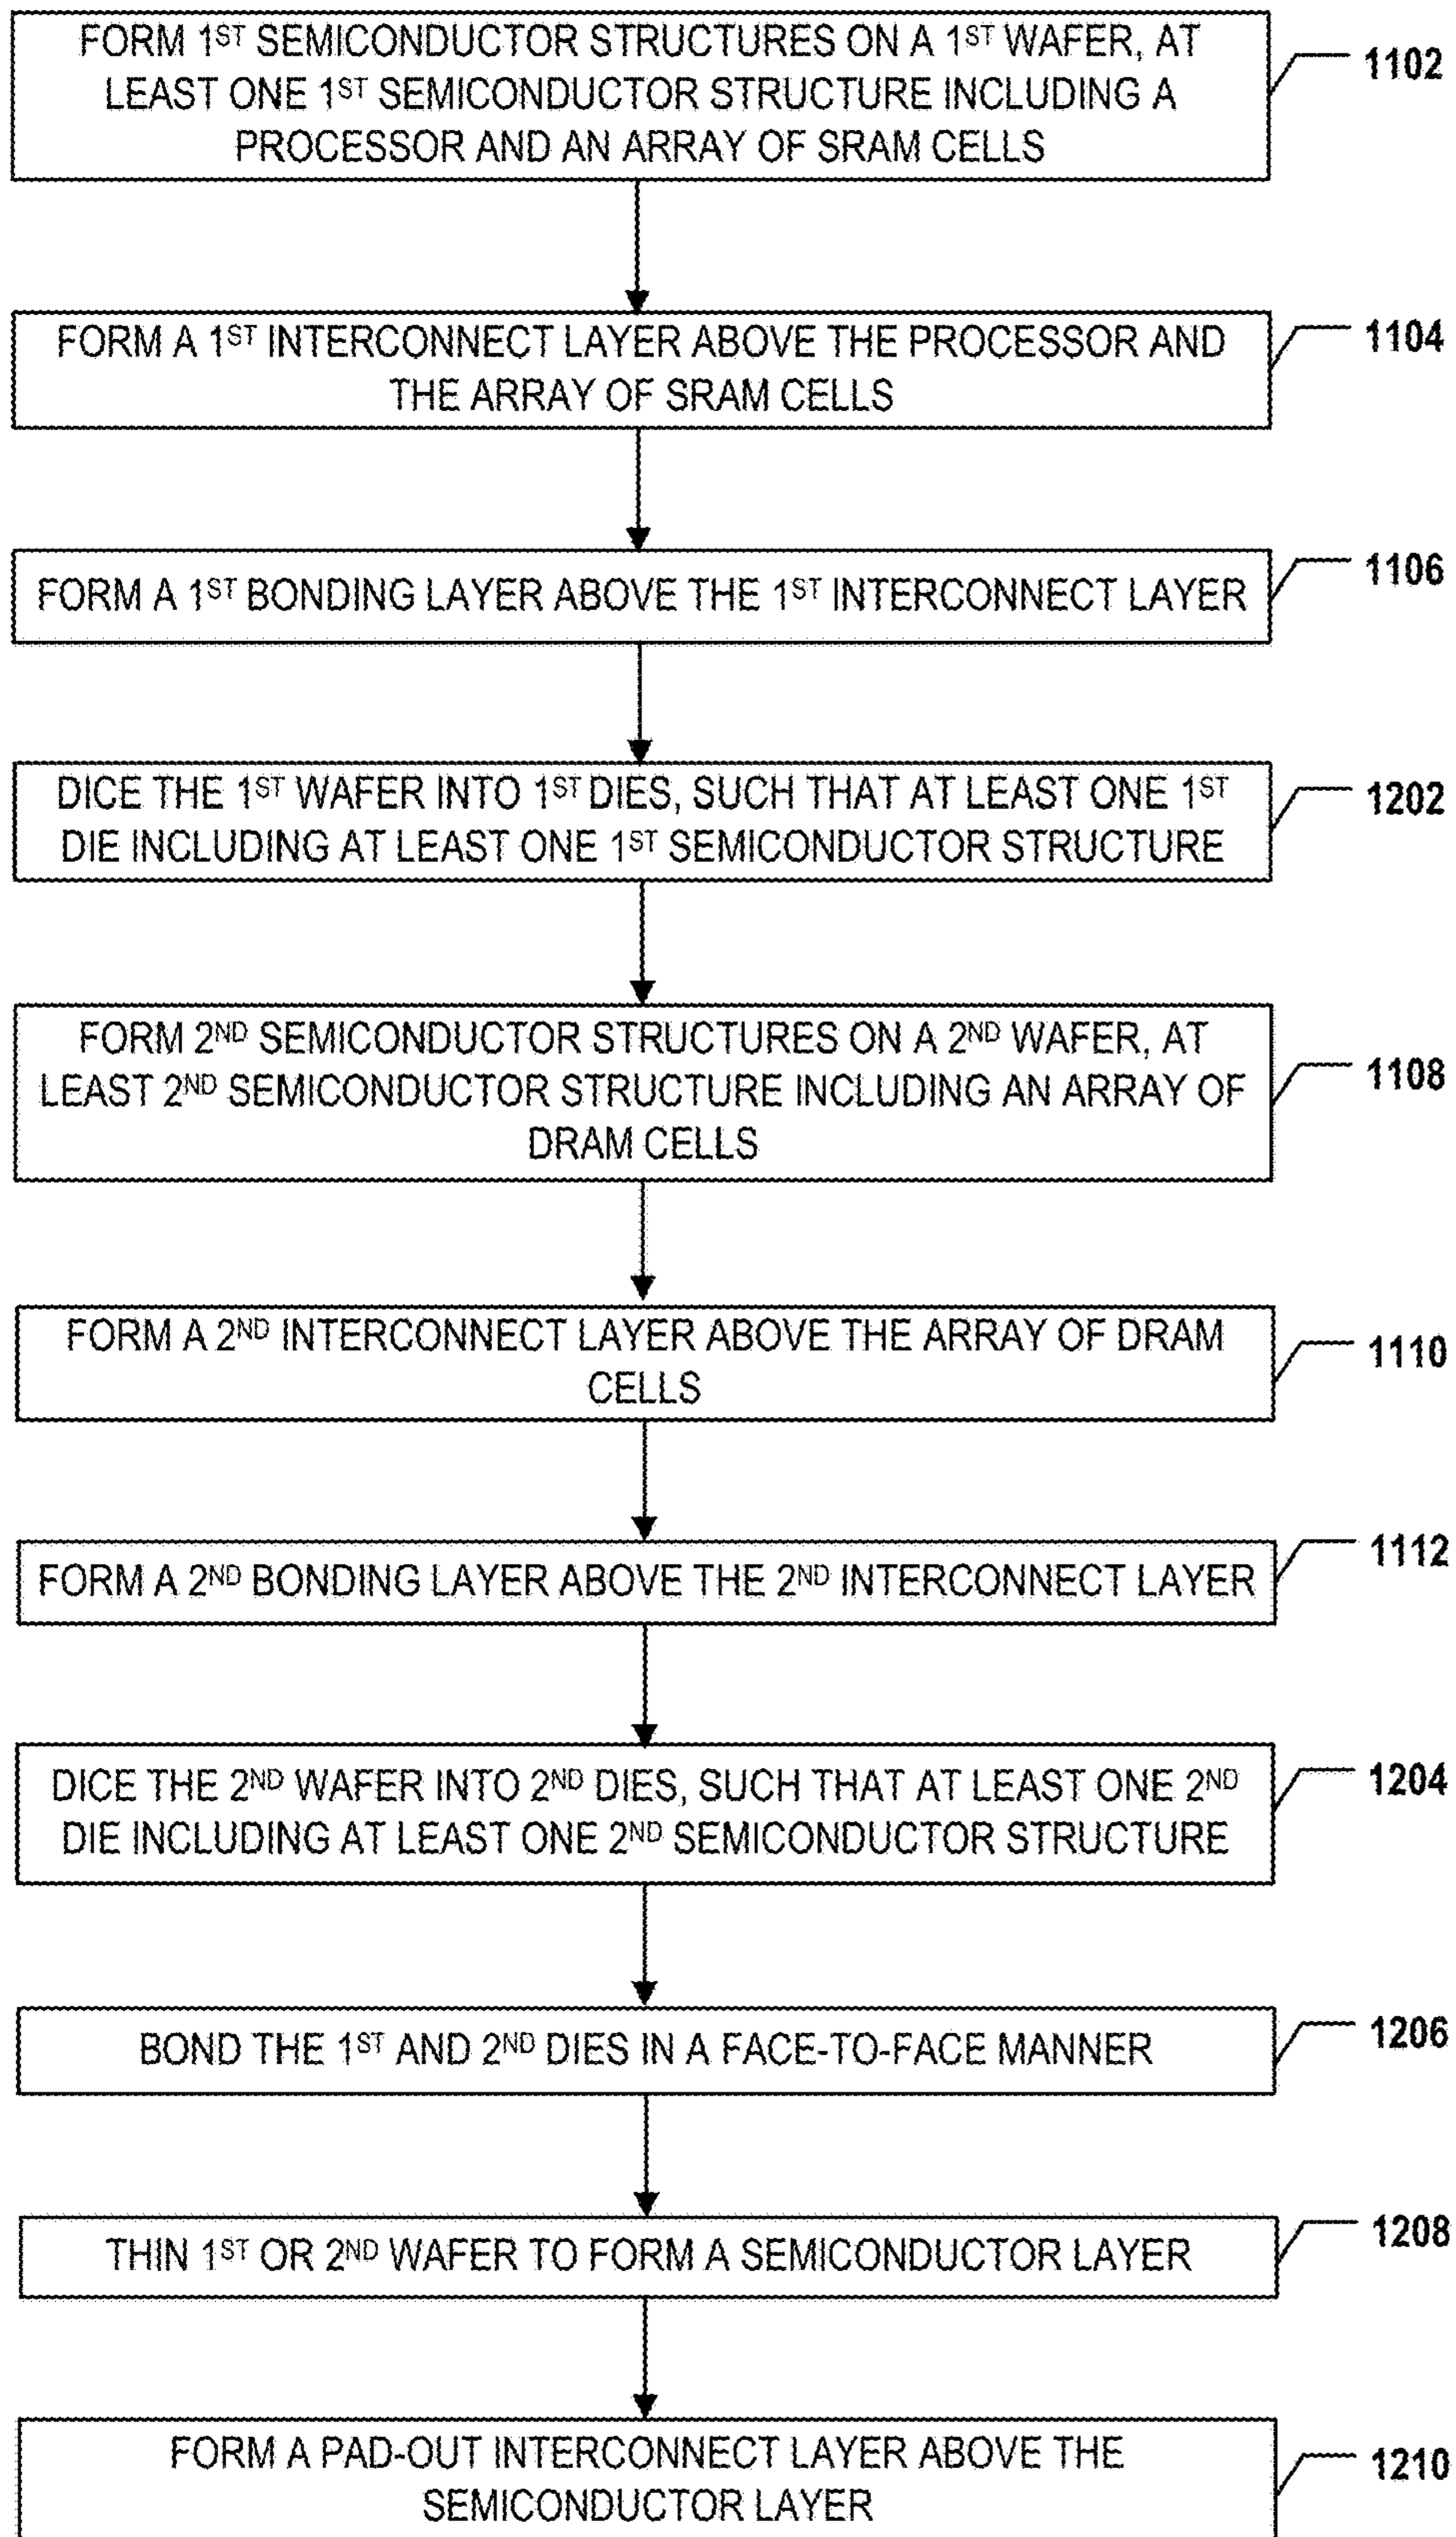 FORM 1ST SEMICONDUCTOR STRUCTURES ON A 1ST WAFER, AT
LEAST ONE 1ST SEMICONDUCTOR STRUCTURE INCLUDING A
PROCESSOR AND AN ARRAY OF SRAM CELLS
1102
FORM A 1ST INTERCONNECT LAYER ABOVE THE PROCESSOR AND
THE ARRAY OF SRAM CELLS
1104
FORM A 1ST BONDING LAYER ABOVE THE 1ST INTERCONNECT LAYER
1106
DICE THE 1ST WAFER INTO 1ST DIES, SUCH THAT AT LEAST ONE 1ST
DIE INCLUDING AT LEAST ONE 1ST SEMICONDUCTOR STRUCTURE
1202
FORM 2ND SEMICONDUCTOR STRUCTURES ON A 2ND WAFER, AT
LEAST 2ND SEMICONDUCTOR STRUCTURE INCLUDING AN ARRAY OF
DRAM CELLS
1108
FORM A 2ND INTERCONNECT LAYER ABOVE THE ARRAY OF DRAM
CELLS
1110
FORM A 2ND BONDING LAYER ABOVE THE 2ND INTERCONNECT LAYER
1112
DICE THE 2ND WAFER INTO 2ND DIES, SUCH THAT AT LEAST ONE 2ND
DIE INCLUDING AT LEAST ONE 2ND SEMICONDUCTOR STRUCTURE
1204
BOND THE 1ST AND 2ND DIES IN A FACE-TO-FACE MANNER
1206
THIN 1ST OR 2ND WAFER TO FORM A SEMICONDUCTOR LAYER
1208
FORM A PAD-OUT INTERCONNECT LAYER ABOVE THE
SEMICONDUCTOR LAYER
1210